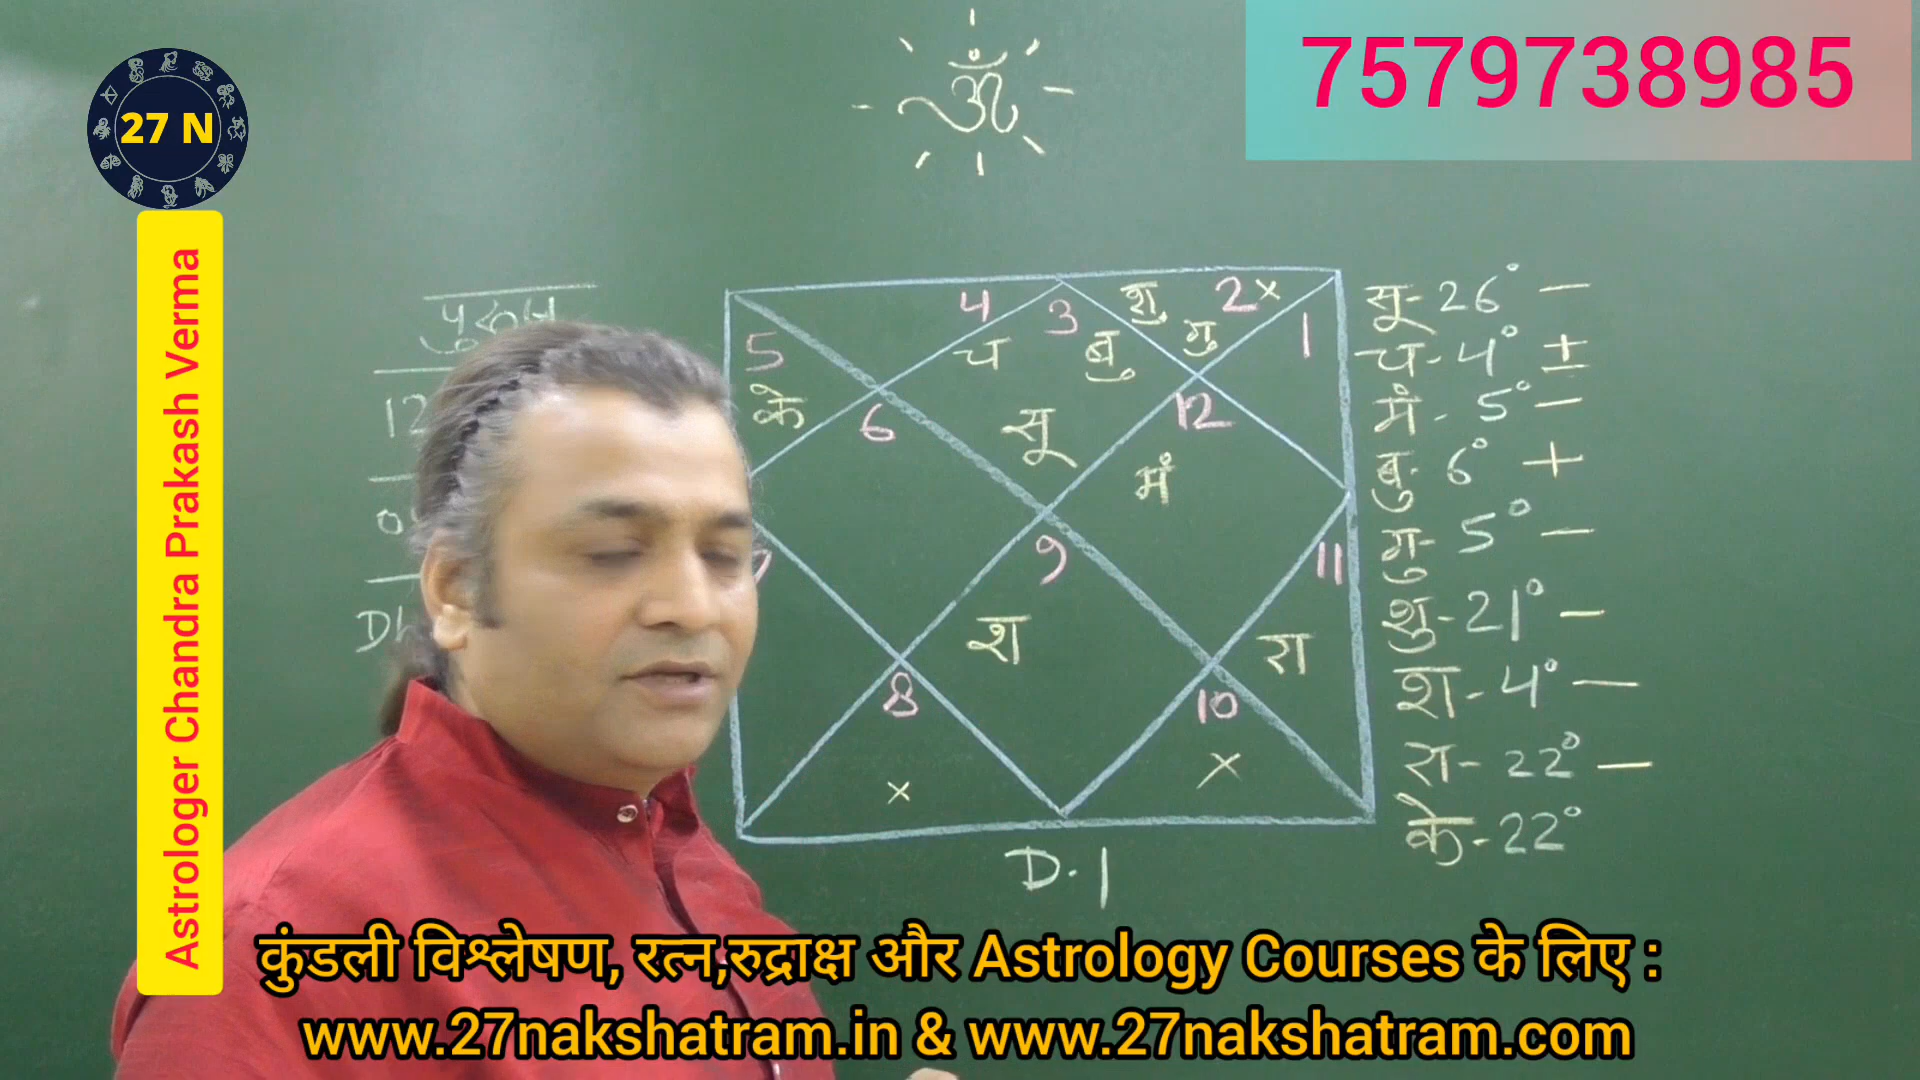 27 N
Astrologer Chandra Prakash Verma
7579738985
ॐ
पुरुष
12
Dh
4
3
शु
2 ×
5
च
बु
गु
1
के
6
सू
12
मं
9
11
श
रा
8
10
×
×
D.1
सू- 26° —
च- 4° ±
मं- 5° —
बु- 6° +
गु- 5° —
शु- 21° —
श- 4° —
रा- 22° —
के- 22°
कुंडली विश्लेषण, रत्न,रुद्राक्ष और Astrology Courses के लिए :
www.27nakshatram.in & www.27nakshatram.com